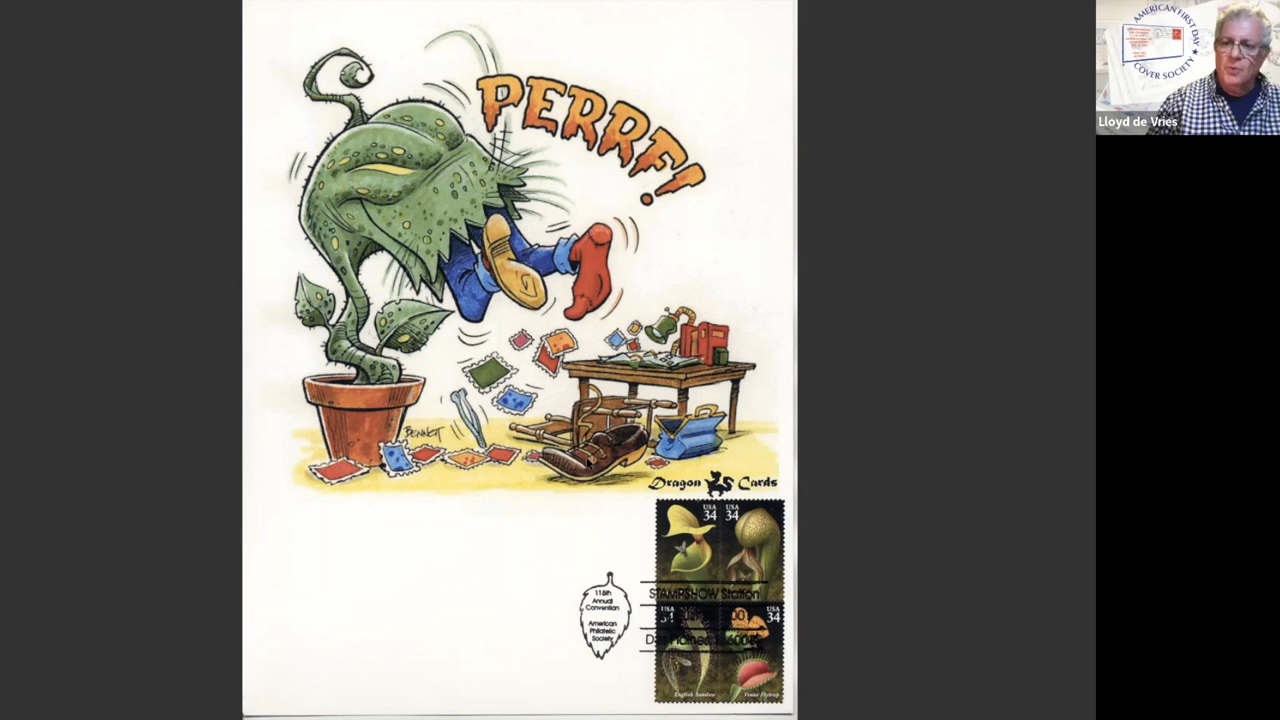 PERRF!
BENNETT
Dragon Cards
USA
34
USA
34
118th
Annual
Convention
American
Philatelic
Society
STAMPSHOW Station
USA
34
English Sundew
Venus flytrap
AMERICAN FIRST DAY
COVER SOCIETY
Lloyd de Vries